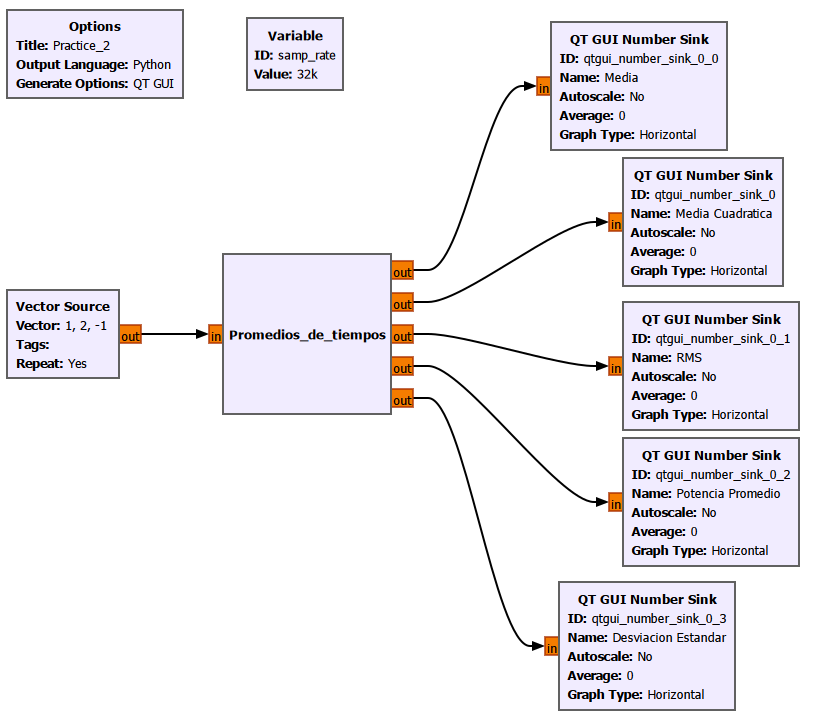 Options
Title: Practice_2
Output Language: Python
Generate Options: QT GUI
Variable
ID: samp_rate
Value: 32k
QT GUI Number Sink
ID: qtgui_number_sink_0_0
Name: Media
Autoscale: No
Average: 0
Graph Type: Horizontal
in
QT GUI Number Sink
ID: qtgui_number_sink_0
Name: Media Cuadratica
Autoscale: No
Average: 0
Graph Type: Horizontal
in
Vector Source
Vector: 1, 2, -1
Tags:
Repeat: Yes
out
in
Promedios_de_tiempos
out
out
out
out
out
QT GUI Number Sink
ID: qtgui_number_sink_0_1
Name: RMS
Autoscale: No
Average: 0
Graph Type: Horizontal
in
QT GUI Number Sink
ID: qtgui_number_sink_0_2
Name: Potencia Promedio
Autoscale: No
Average: 0
Graph Type: Horizontal
in
QT GUI Number Sink
ID: qtgui_number_sink_0_3
Name: Desviacion Estandar
Autoscale: No
Average: 0
Graph Type: Horizontal
in